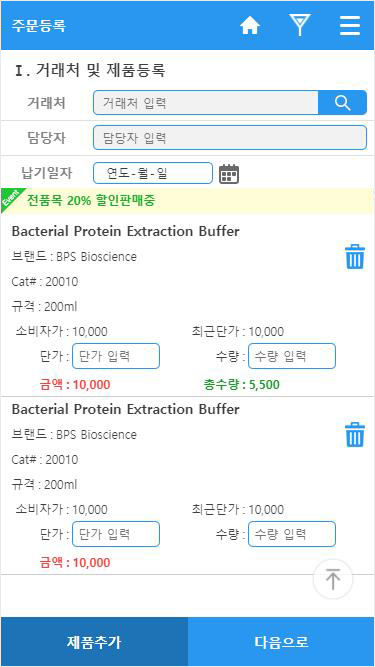 주문등록
Ⅰ. 거래처 및 제품등록
거래처 거래처 입력
담당자 담당자 입력
납기일자 연도-월-일
Event 전품목 20% 할인판매중
Bacterial Protein Extraction Buffer
브랜드 : BPS Bioscience
Cat# : 20010
규격 : 200ml
소비자가 : 10,000 최근단가 : 10,000
단가 : 단가 입력 수량 : 수량 입력
금액 : 10,000 총수량 : 5,500
Bacterial Protein Extraction Buffer
브랜드 : BPS Bioscience
Cat# : 20010
규격 : 200ml
소비자가 : 10,000 최근단가 : 10,000
단가 : 단가 입력 수량 : 수량 입력
금액 : 10,000
제품추가 다음으로